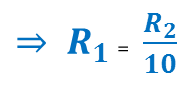 ⇒ R₁ = R₂/10